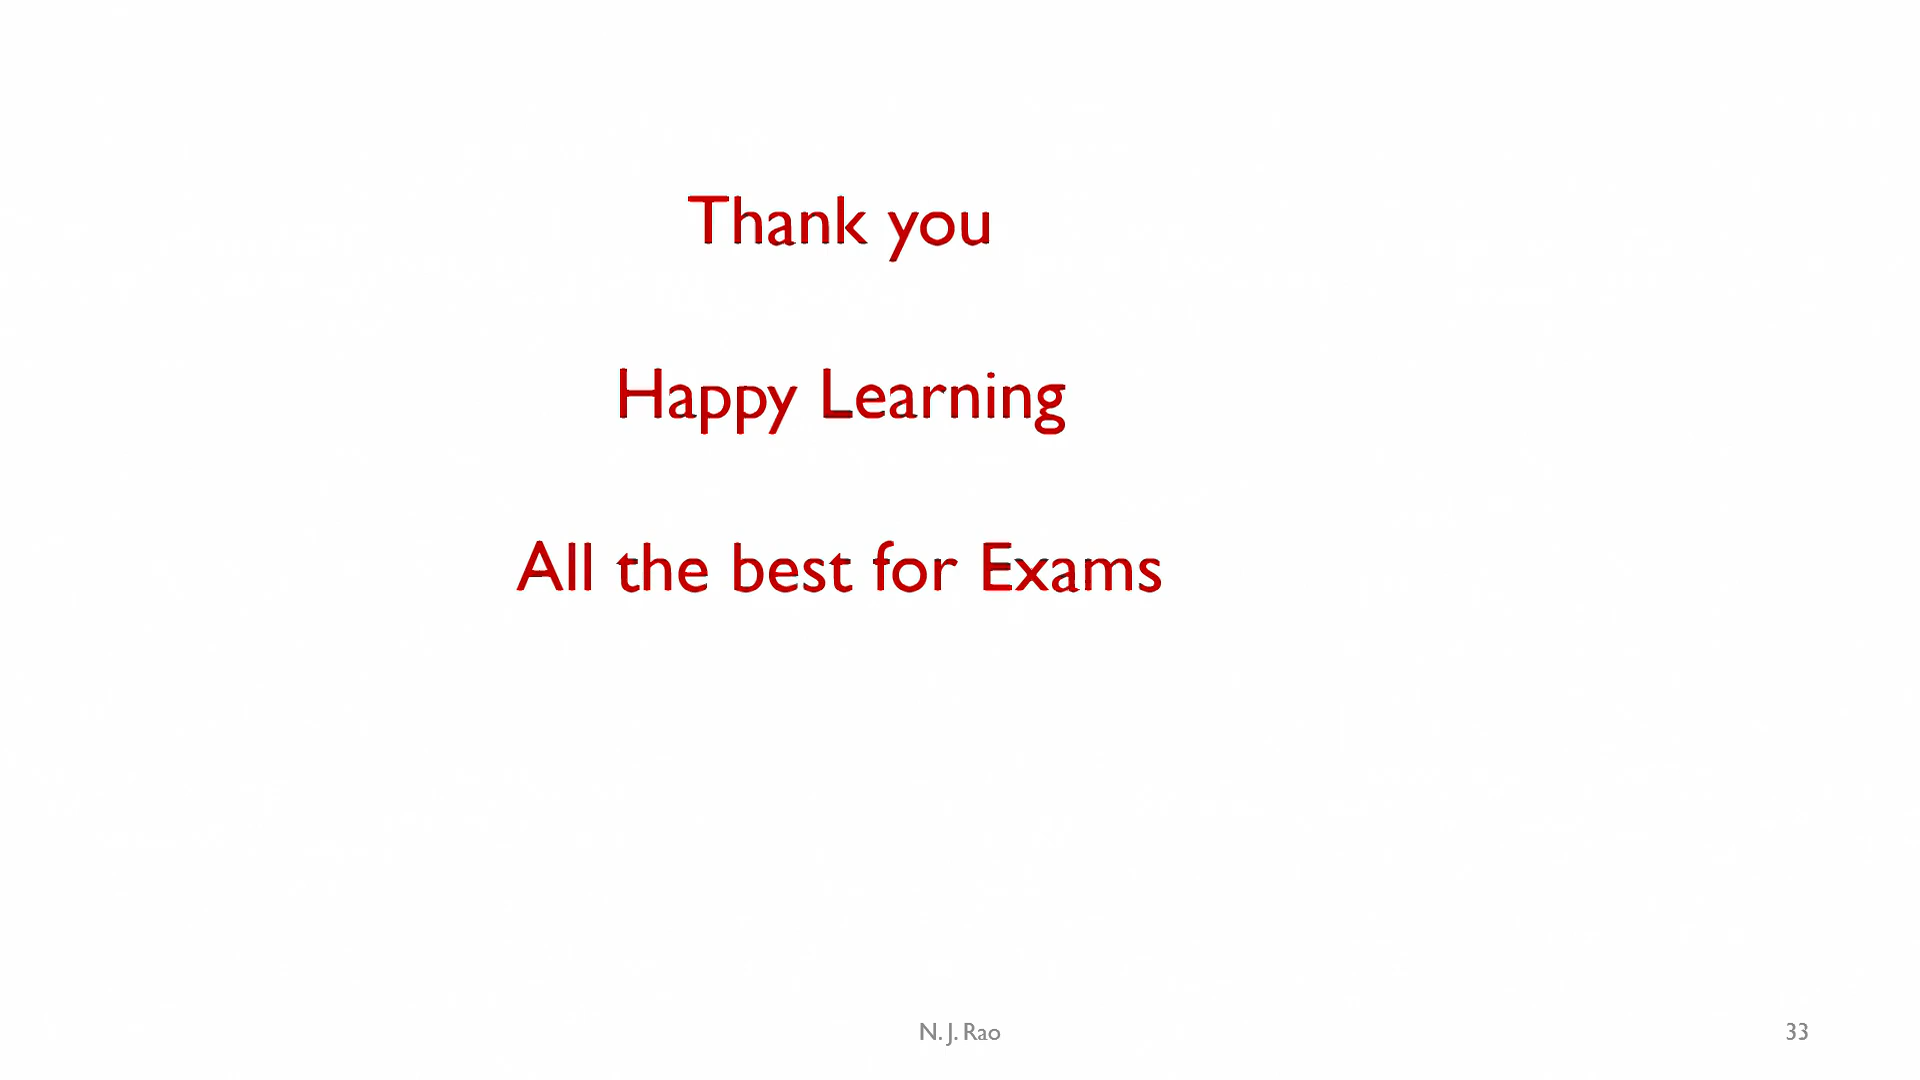 Thank you
Happy Learning
All the best for Exams
N. J. Rao
33